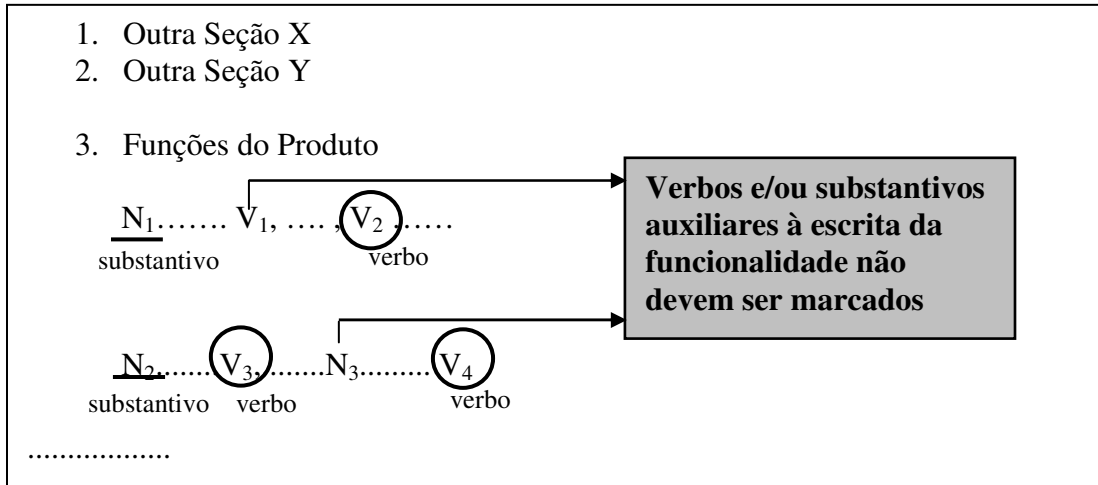 1. Outra Seção X
2. Outra Seção Y
3. Funções do Produto
Verbos e/ou substantivos
auxiliares à escrita da
funcionalidade não
devem ser marcados
N1....... V1, .... , V2 ......
substantivo verbo
N2...... V3,........N3......... V4
substantivo verbo verbo
..................